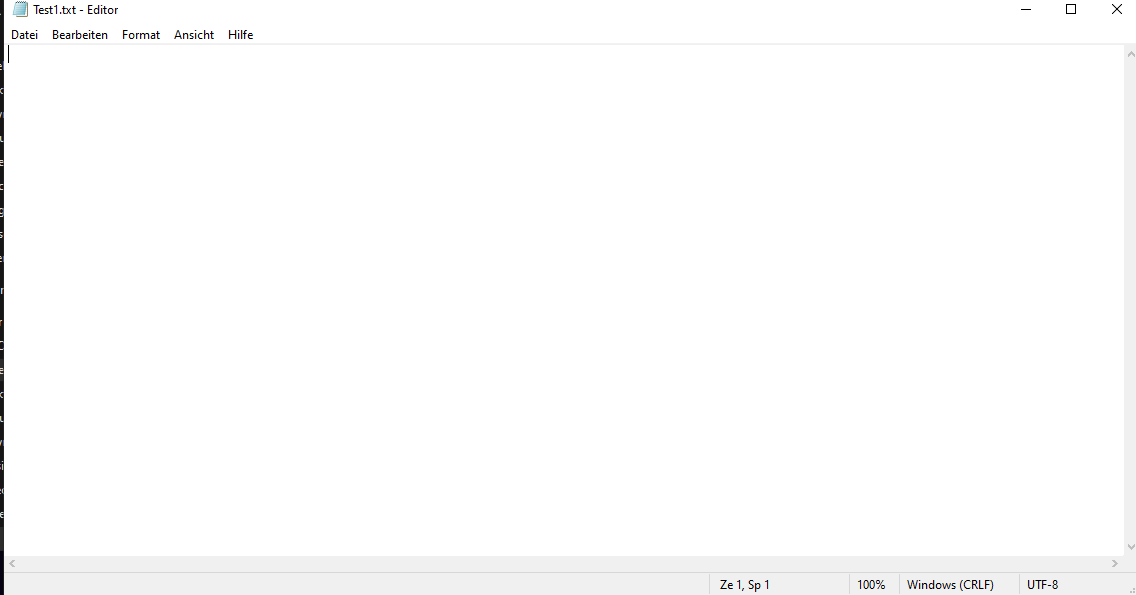 Test1.txt - Editor
Datei Bearbeiten Format Ansicht Hilfe
Ze 1, Sp 1 100% Windows (CRLF) UTF-8